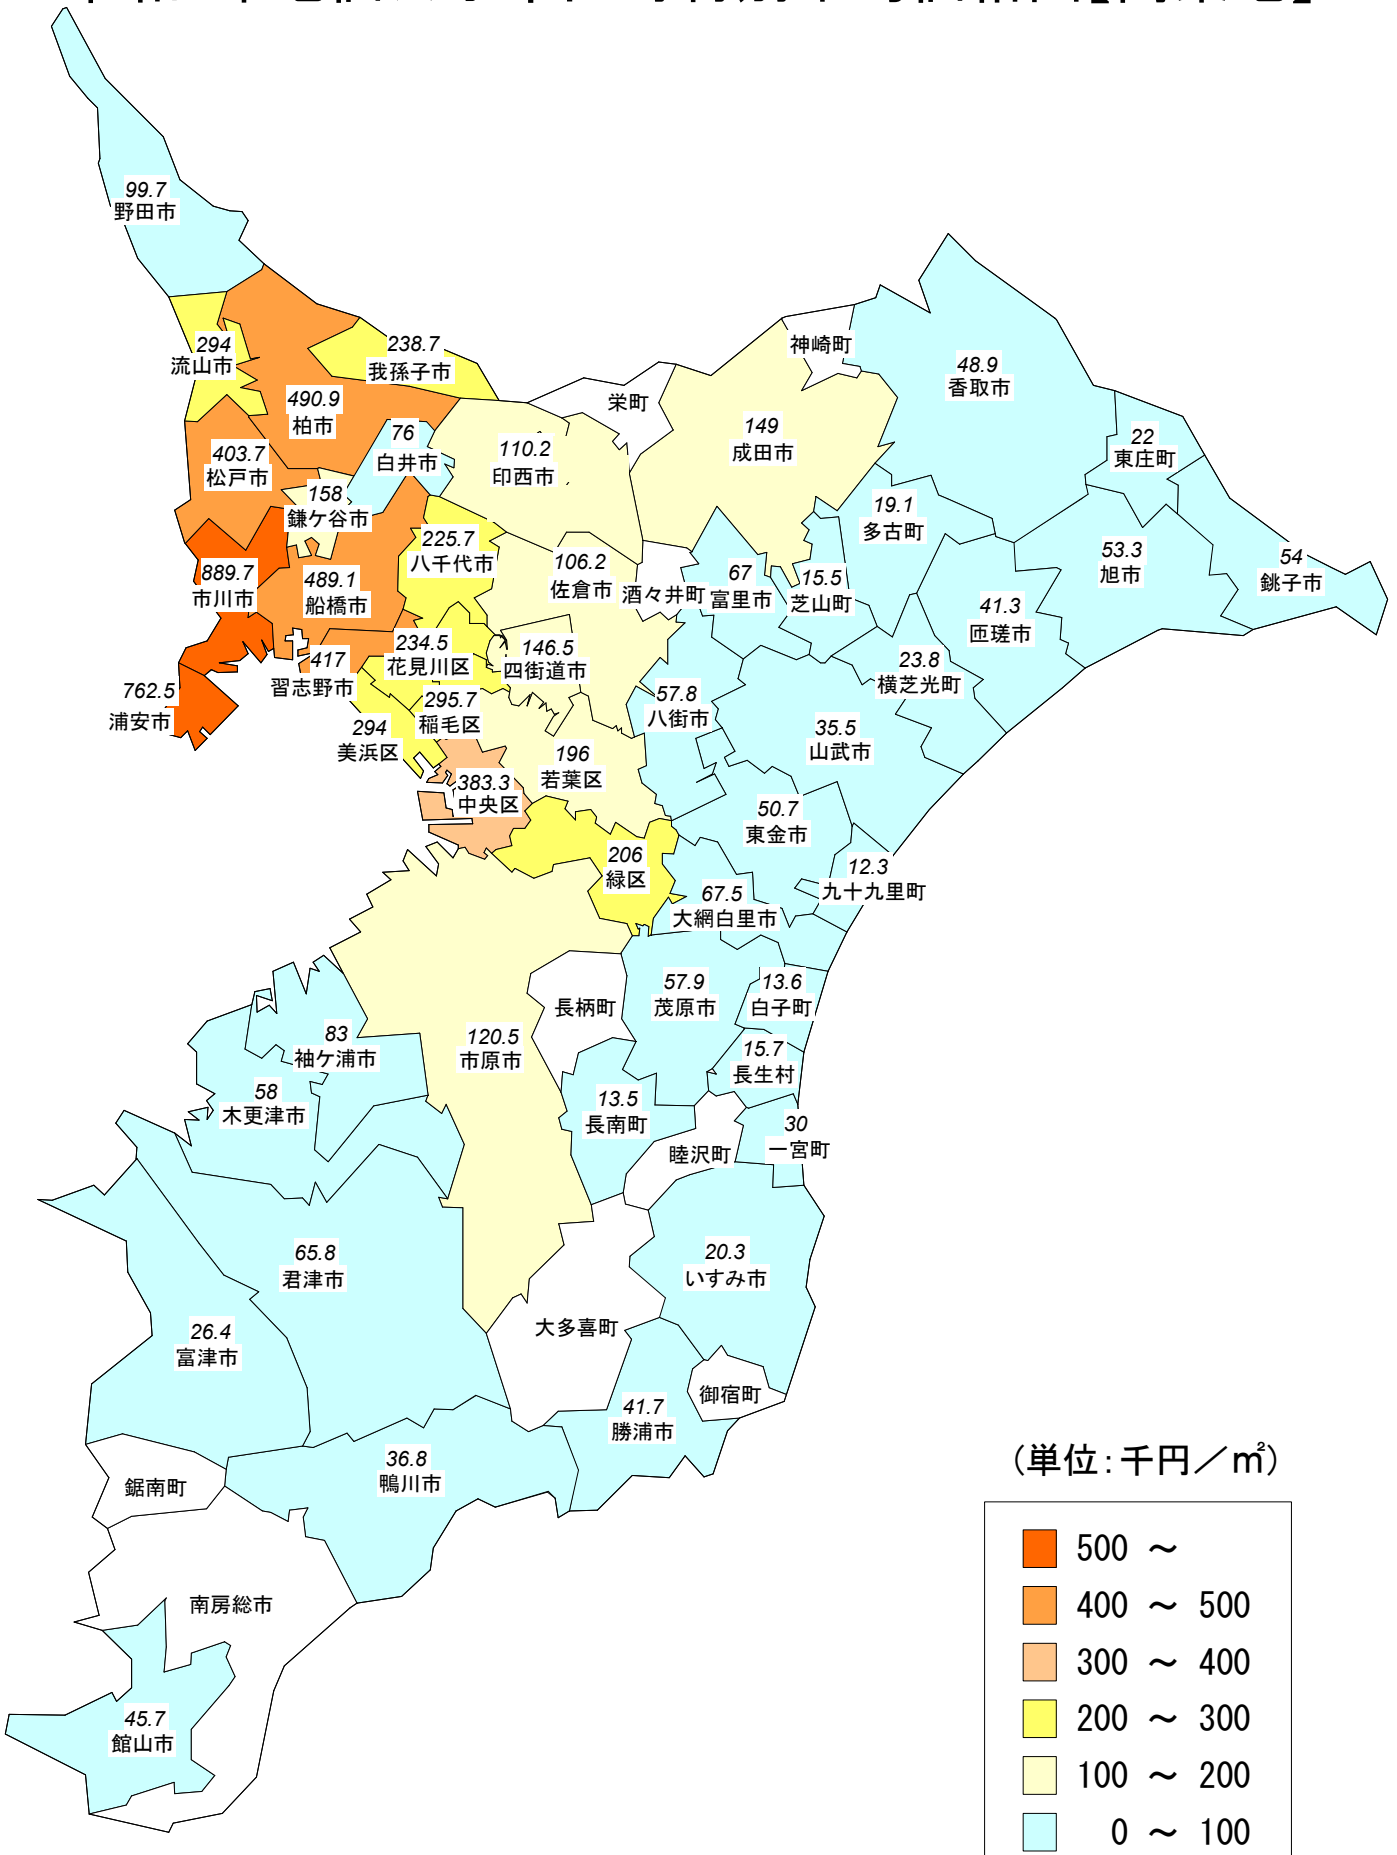 99.7
野田市
294
流山市
238.7
我孫子市
490.9
柏市
403.7
松戸市
76
白井市
158
鎌ケ谷市
110.2
印西市
栄町
149
成田市
神崎町
48.9
香取市
22
東庄町
19.1
多古町
53.3
旭市
54
銚子市
889.7
市川市
489.1
船橋市
225.7
八千代市
106.2
佐倉市
酒々井町
67
富里市
15.5
芝山町
41.3
匝瑳市
23.8
横芝光町
762.5
浦安市
417
習志野市
234.5
花見川区
146.5
四街道市
295.7
稲毛区
294
美浜区
57.8
八街市
35.5
山武市
196
若葉区
383.3
中央区
50.7
東金市
206
緑区
12.3
九十九里町
67.5
大網白里市
57.9
茂原市
13.6
白子町
長柄町
83
袖ケ浦市
120.5
市原市
15.7
長生村
58
木更津市
13.5
長南町
30
一宮町
睦沢町
65.8
君津市
20.3
いすみ市
26.4
富津市
大多喜町
御宿町
41.7
勝浦市
36.8
鴨川市
鋸南町
南房総市
45.7
館山市
(単位:千円/㎡)
500 ～
400 ～ 500
300 ～ 400
200 ～ 300
100 ～ 200
0 ～ 100